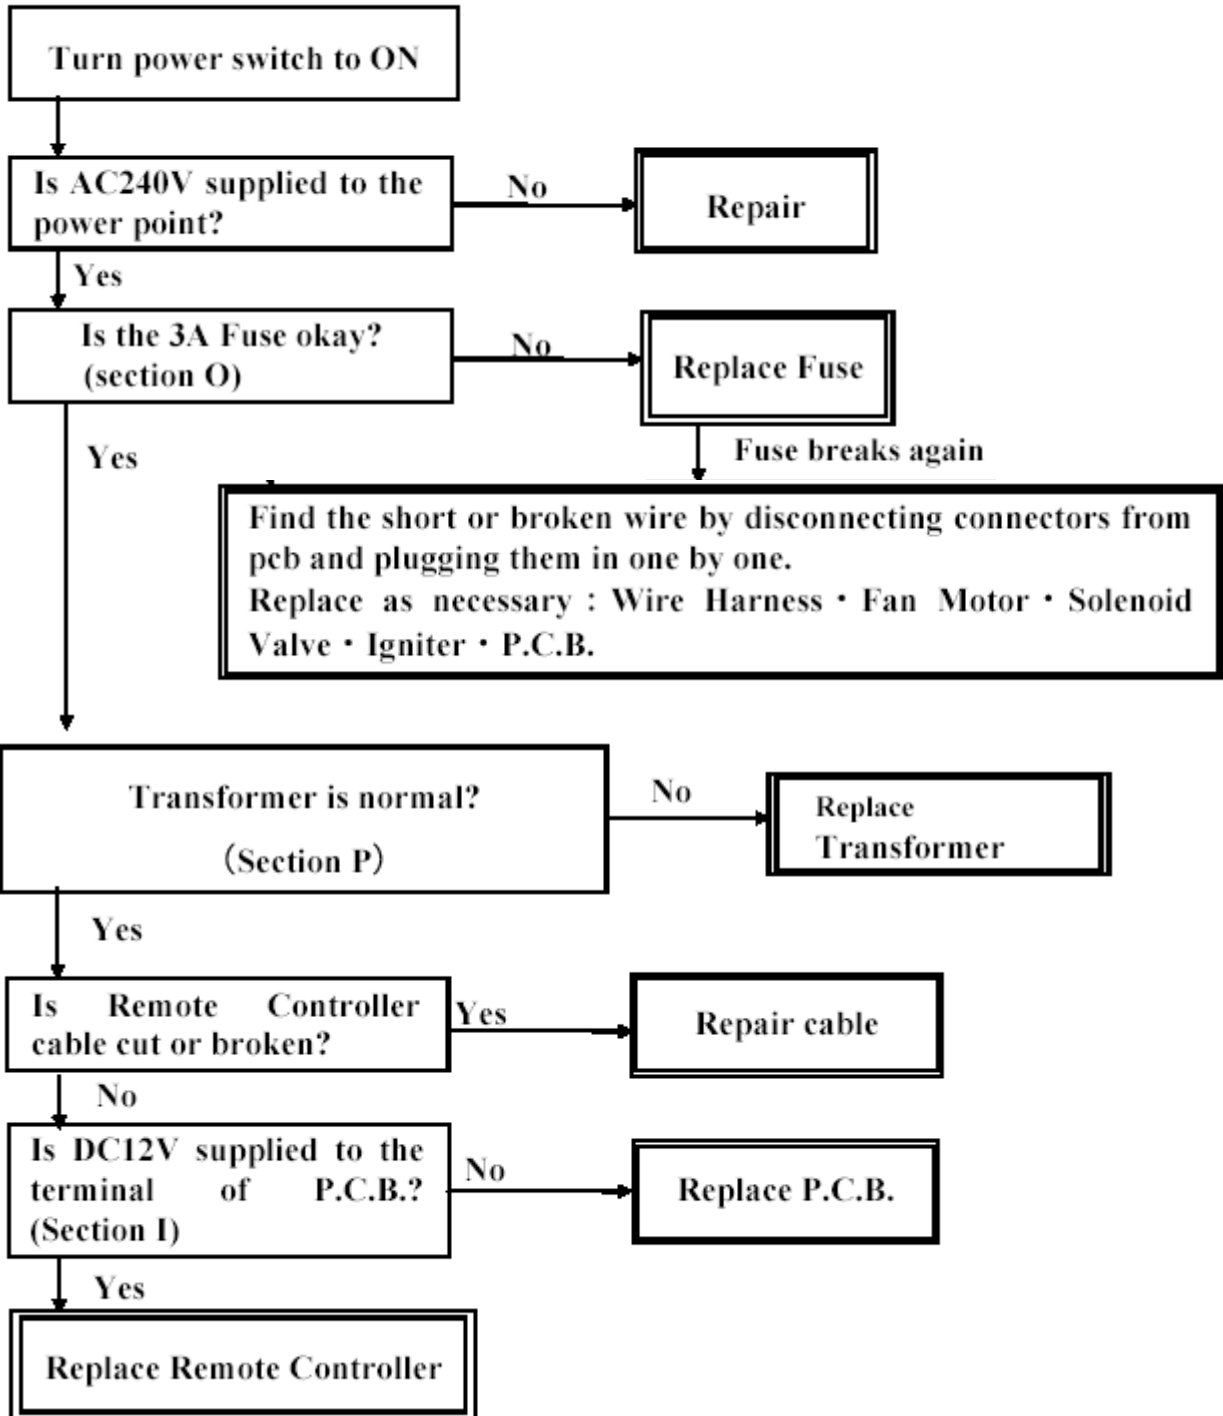 Turn power switch to ON
Is AC240V supplied to the
power point?
No
Repair
Yes
Is the 3A Fuse okay?
(section O)
No
Replace Fuse
Yes
Fuse breaks again
Find the short or broken wire by disconnecting connectors from
pcb and plugging them in one by one.
Replace as necessary : Wire Harness・Fan Motor・Solenoid
Valve・Igniter・P.C.B.
Transformer is normal?
(Section P)
No
Replace
Transformer
Yes
Is Remote Controller
cable cut or broken?
Yes
Repair cable
No
Is DC12V supplied to the
terminal of P.C.B.?
(Section I)
No
Replace P.C.B.
Yes
Replace Remote Controller